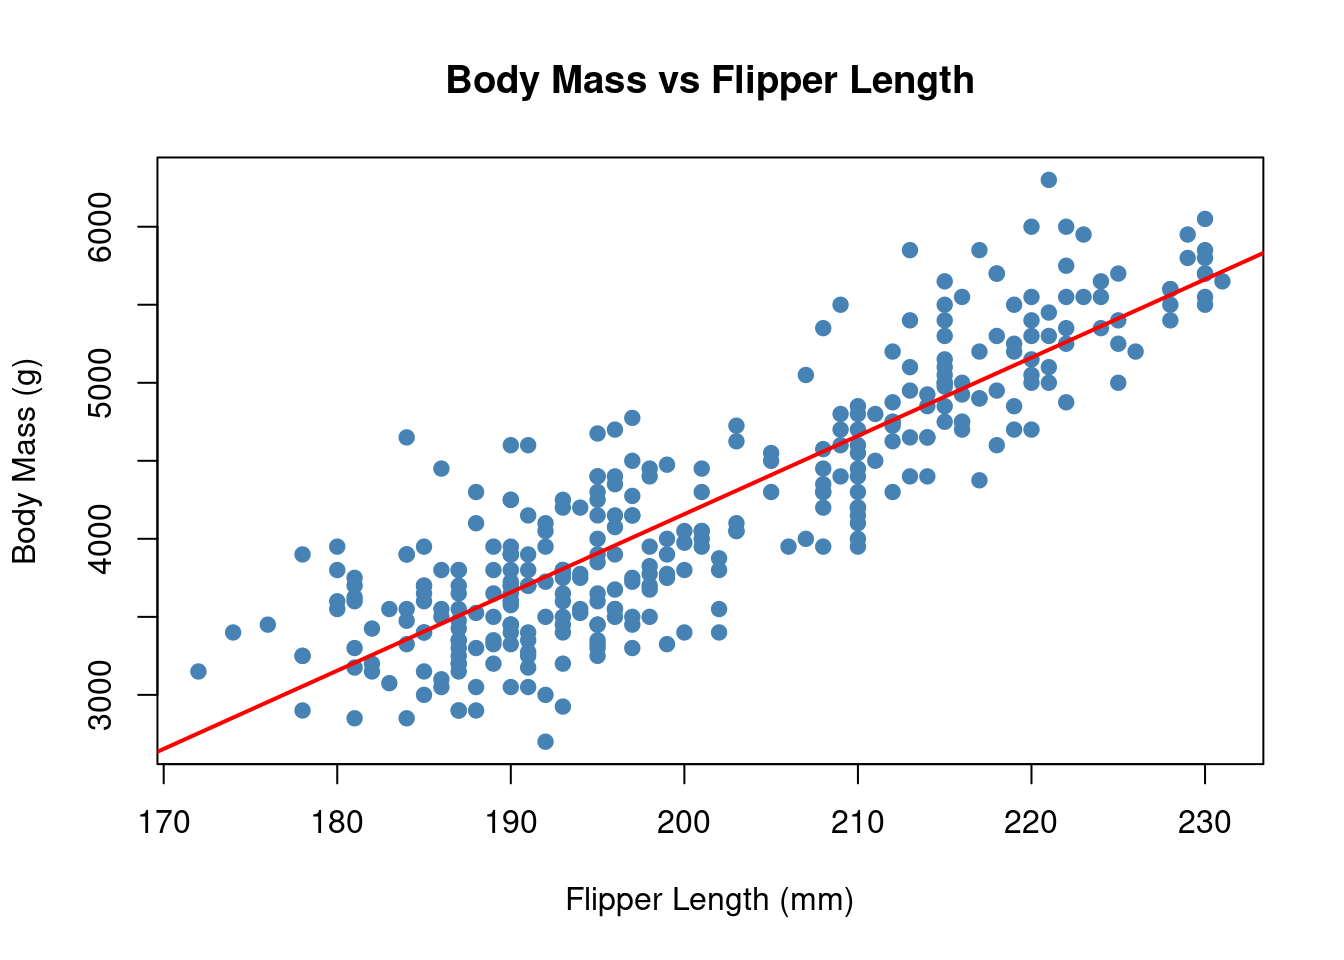 Body Mass vs Flipper Length
Body Mass (g)
6000
5000
4000
3000
170 180 190 200 210 220 230
Flipper Length (mm)